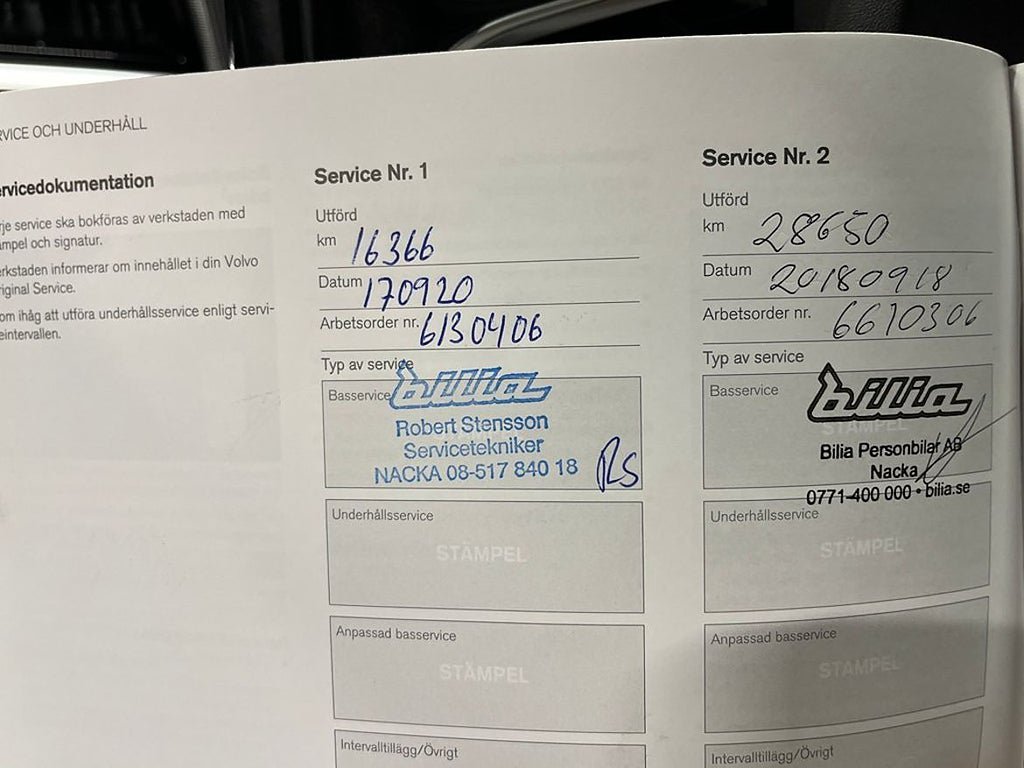 RVICE OCH UNDERHÅLL
rvicedokumentation
rje service ska bokföras av verkstaden med
ämpel och signatur.
erkstaden informerar om innehållet i din Volvo
riginal Service.
om ihåg att utföra underhållsservice enligt servi-
eintervallen.
Service Nr. 1
Utförd
km 16366
Datum 170920
Arbetsorder nr. 6130406
Typ av service
Basservice
bilia
Robert Stensson
Servicetekniker
NACKA 08-517 840 18
RS
Underhållsservice
STÄMPEL
Anpassad basservice
STÄMPEL
Intervalltillägg/Övrigt
Service Nr. 2
Utförd
km 28650
Datum 20180918
Arbetsorder nr. 6610306
Typ av service
Basservice
bilia
STÄMPEL
Bilia Personbilar AB
Nacka
0771-400 000 • bilia.se
Underhållsservice
STÄMPEL
Anpassad basservice
STÄMPEL
Intervalltillägg/Övrigt